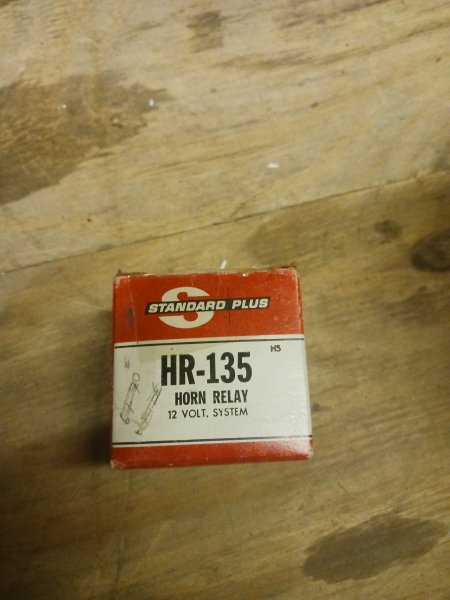 S
STANDARD PLUS
H5
HR-135
HORN RELAY
12 VOLT. SYSTEM